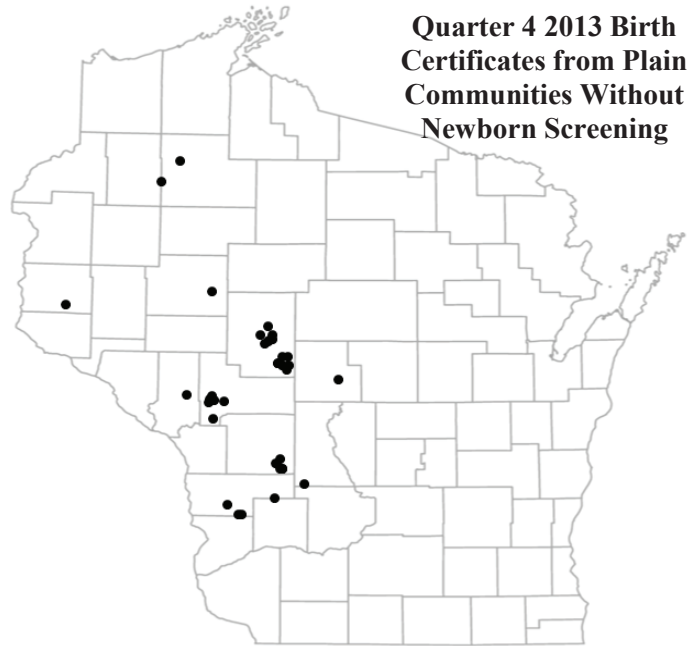 Quarter 4 2013 Birth
Certificates from Plain
Communities Without
Newborn Screening